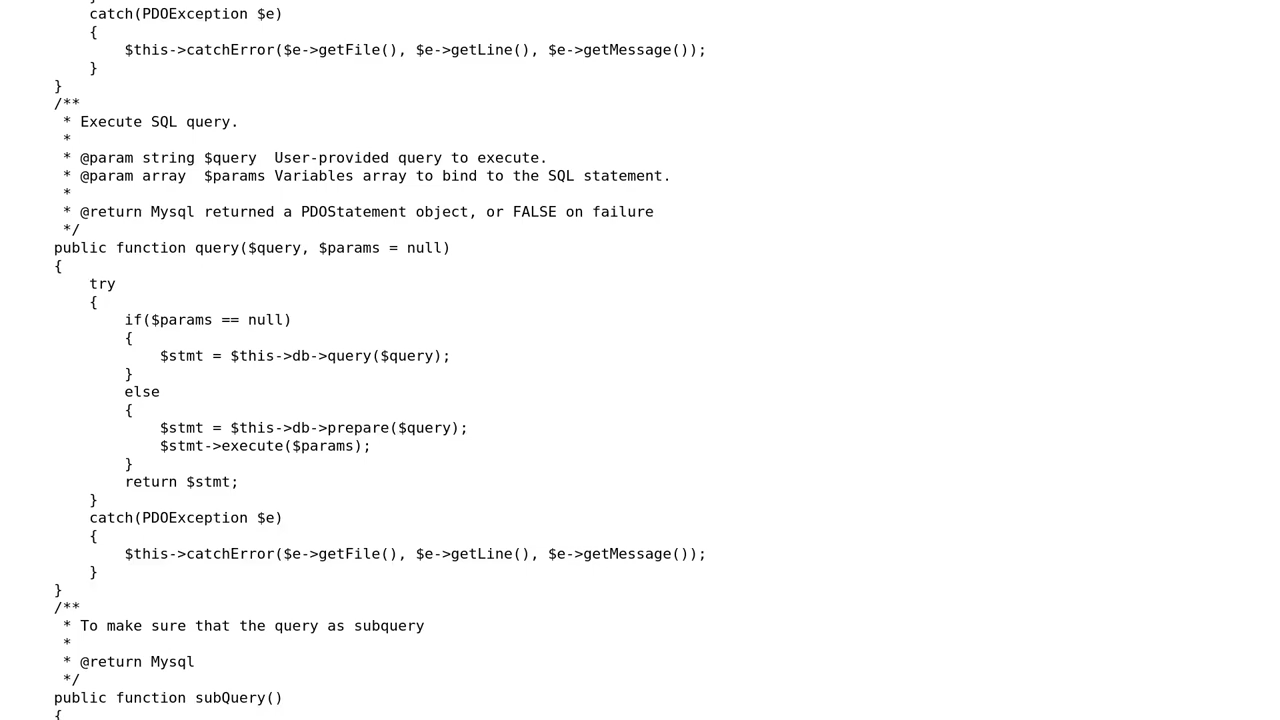 catch(PDOException $e)
{
$this->catchError($e->getFile(), $e->getLine(), $e->getMessage());
}
}
/**
* Execute SQL query.
*
* @param string $query  User-provided query to execute.
* @param array  $params Variables array to bind to the SQL statement.
*
* @return Mysql returned a PDOStatement object, or FALSE on failure
*/
public function query($query, $params = null)
{
try
{
if($params == null)
{
$stmt = $this->db->query($query);
}
else
{
$stmt = $this->db->prepare($query);
$stmt->execute($params);
}
return $stmt;
}
catch(PDOException $e)
{
$this->catchError($e->getFile(), $e->getLine(), $e->getMessage());
}
}
/**
* To make sure that the query as subquery
*
* @return Mysql
*/
public function subQuery()
{